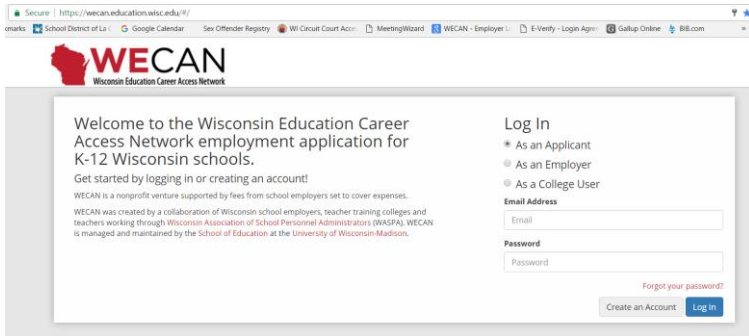 Secure | https://wecan.education.wisc.edu/#/
School District of La C Google Calendar Sex Offender Registry WI Circuit Court Acce MeetingWizard WECAN - Employer L E-Verify - Login Agre Gallup Online BIB.com »
WECAN
Wisconsin Education Career Access Network
Welcome to the Wisconsin Education Career
Access Network employment application for
K-12 Wisconsin schools.
Get started by logging in or creating an account!
WECAN is a nonprofit venture supported by fees from school employers set to cover expenses.
WECAN was created by a collaboration of Wisconsin school employers, teacher training colleges and
teachers working through Wisconsin Association of School Personnel Administrators (WASPA). WECAN
is managed and maintained by the School of Education at the University of Wisconsin-Madison.
Log In
As an Applicant
As an Employer
As a College User
Email Address
Email
Password
Password
Forgot your password?
Create an Account Log In